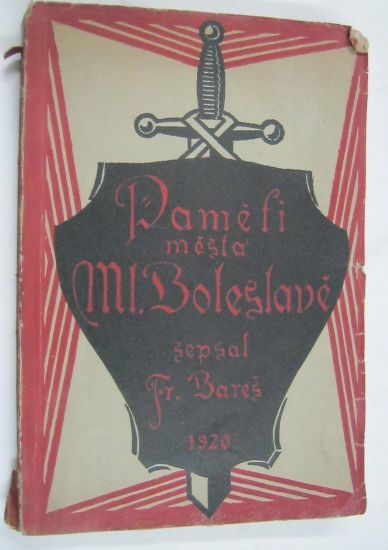 Paměti
města
Ml. Boleslavě
sepsal
Fr. Bareš
1920